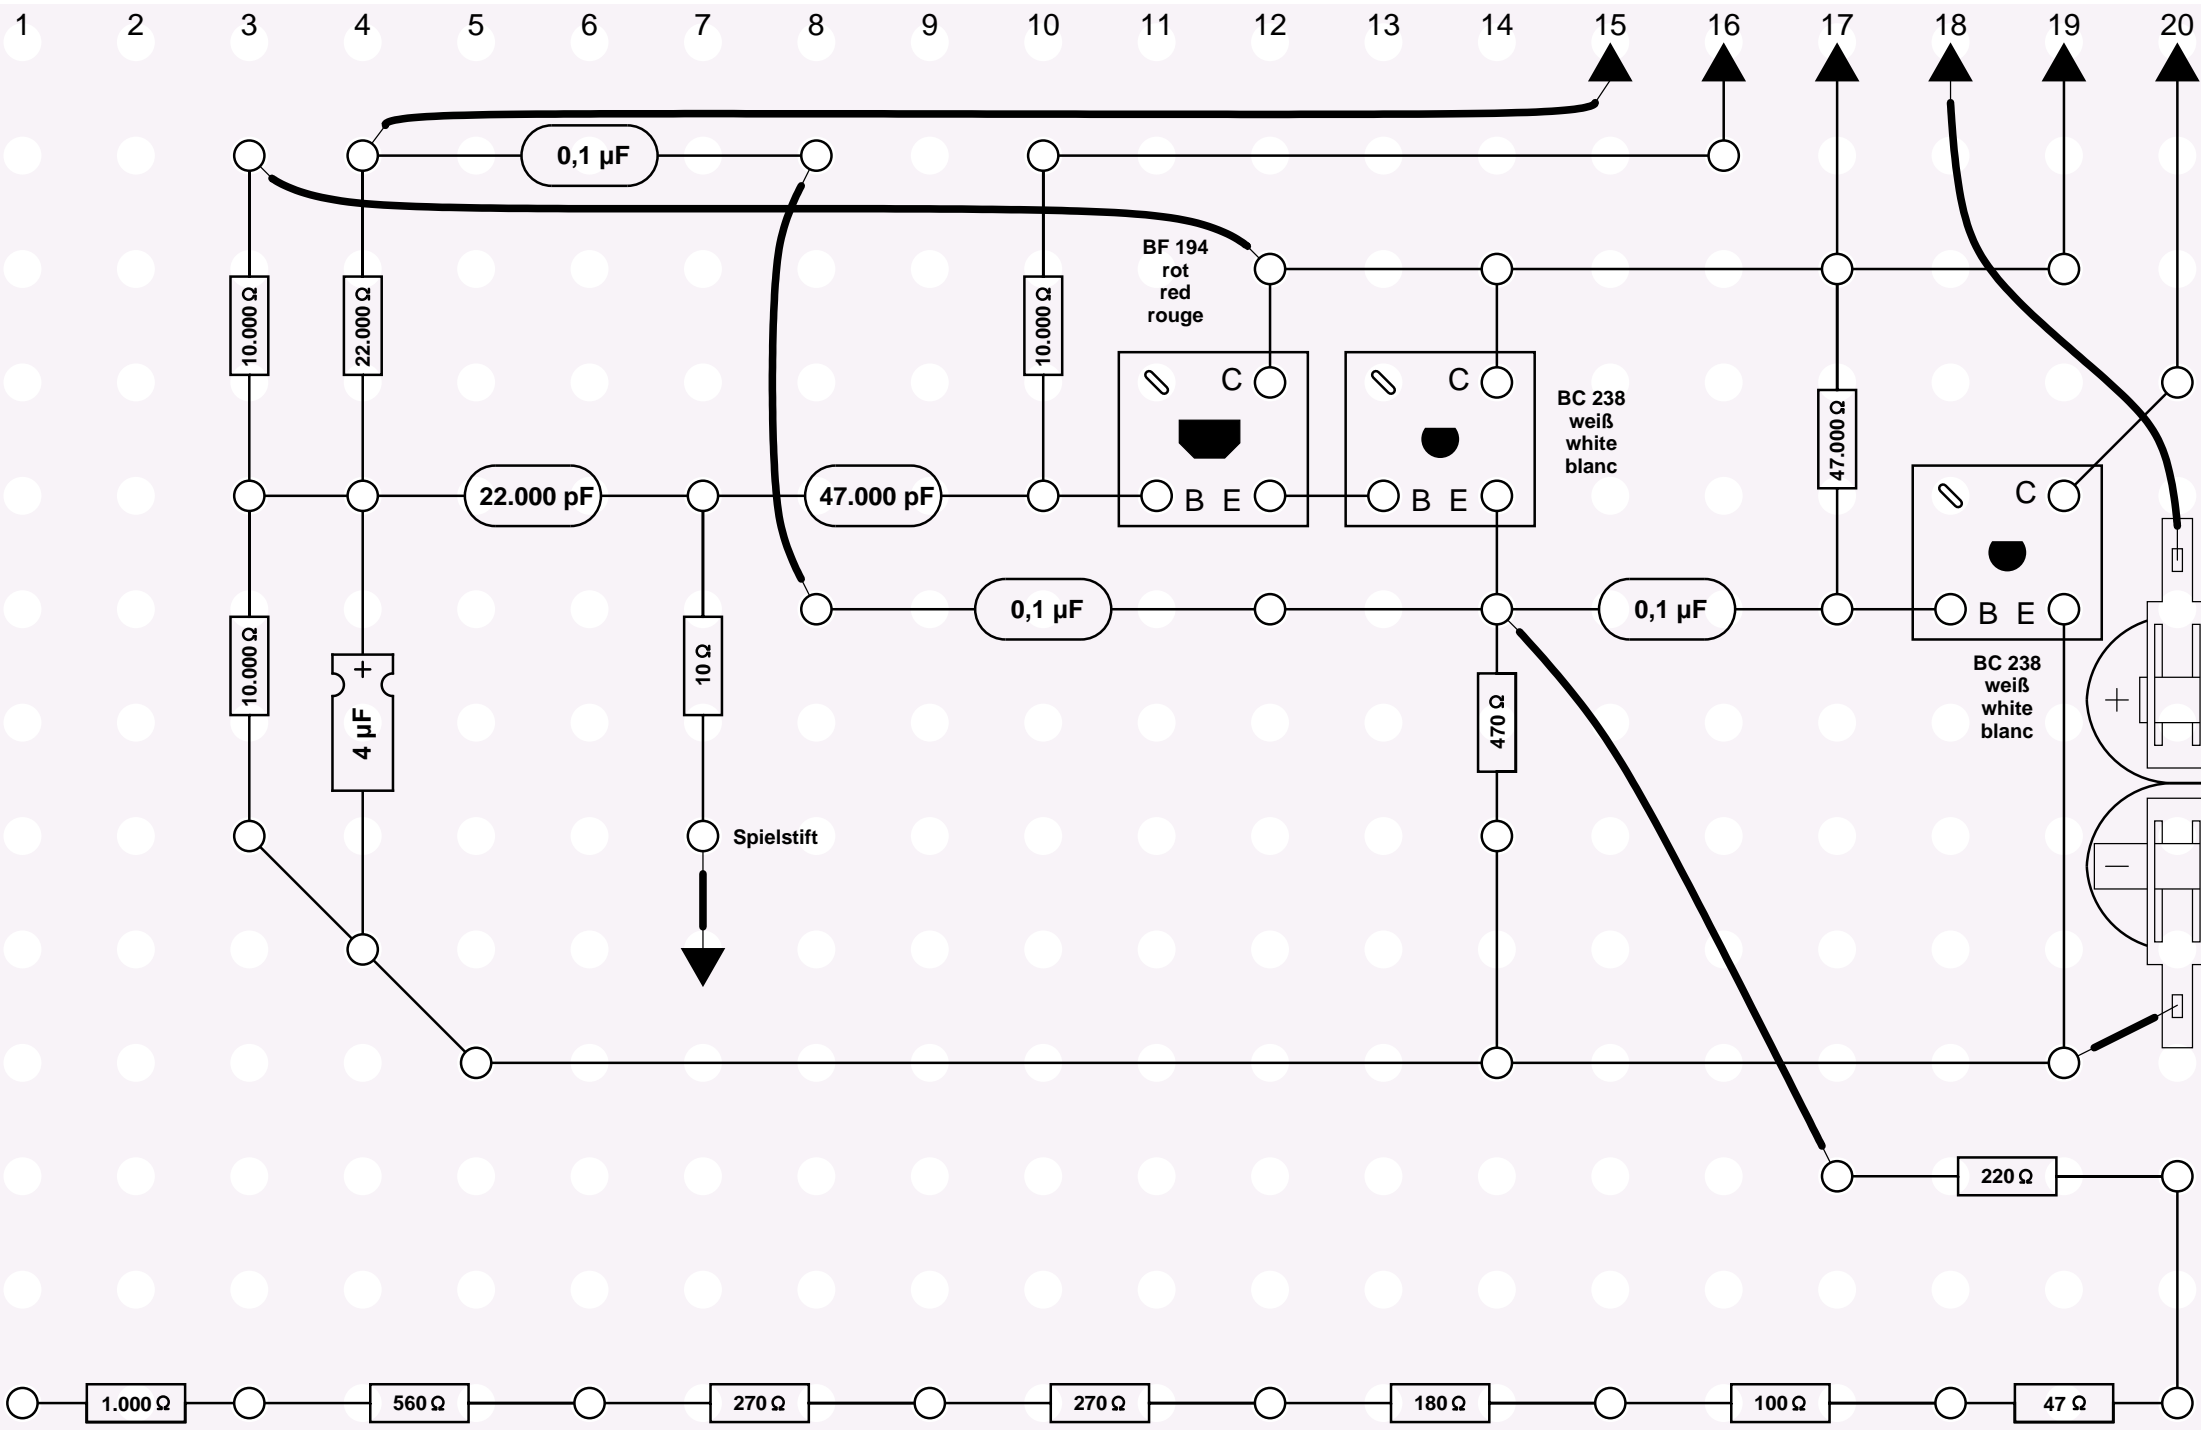 1 2 3 4 5 6 7 8 9 10 11 12 13 14 15 16 17 18 19 20
0,1 µF
BF 194
rot
red
rouge
10.000 Ω
22.000 Ω
10.000 Ω
C
C
BC 238
weiß
white
blanc
47.000 Ω
22.000 pF
47.000 pF
B E
B E
C
10.000 Ω
+
4 µF
10 Ω
0,1 µF
0,1 µF
B E
470 Ω
BC 238
weiß
white
blanc
+
Spielstift
−
220 Ω
1.000 Ω 560 Ω 270 Ω 270 Ω 180 Ω 100 Ω 47 Ω